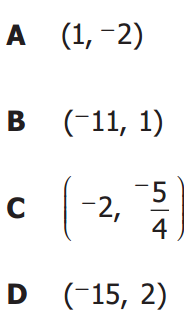 A (1, ⁻2)
B (⁻11, 1)
C (⁻2, ⁻5/4)
D (⁻15, 2)